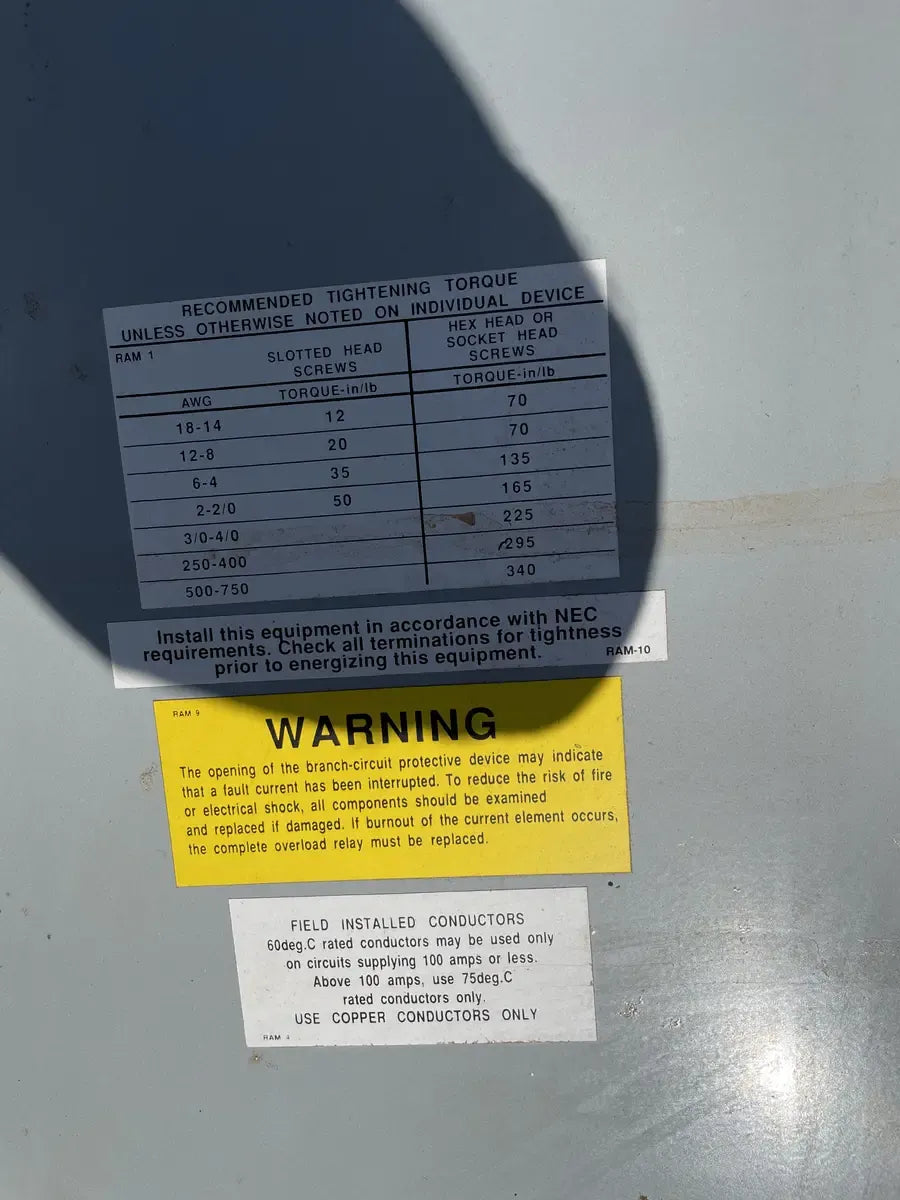 RECOMMENDED TIGHTENING TORQUE
UNLESS OTHERWISE NOTED ON INDIVIDUAL DEVICE
RAM 1
SLOTTED HEAD
SCREWS
HEX HEAD OR
SOCKET HEAD
SCREWS
AWG TORQUE-in/lb TORQUE-in/lb
18-14 12 70
12-8 20 70
6-4 35 135
2-2/0 50 165
3/0-4/0 225
250-400 295
500-750 340
Install this equipment in accordance with NEC
requirements. Check all terminations for tightness
prior to energizing this equipment.
RAM-10
RAM 9
WARNING
The opening of the branch-circuit protective device may indicate
that a fault current has been interrupted. To reduce the risk of fire
or electrical shock, all components should be examined
and replaced if damaged. If burnout of the current element occurs,
the complete overload relay must be replaced.
FIELD INSTALLED CONDUCTORS
60deg.C rated conductors may be used only
on circuits supplying 100 amps or less.
Above 100 amps, use 75deg.C
rated conductors only.
USE COPPER CONDUCTORS ONLY
RAM